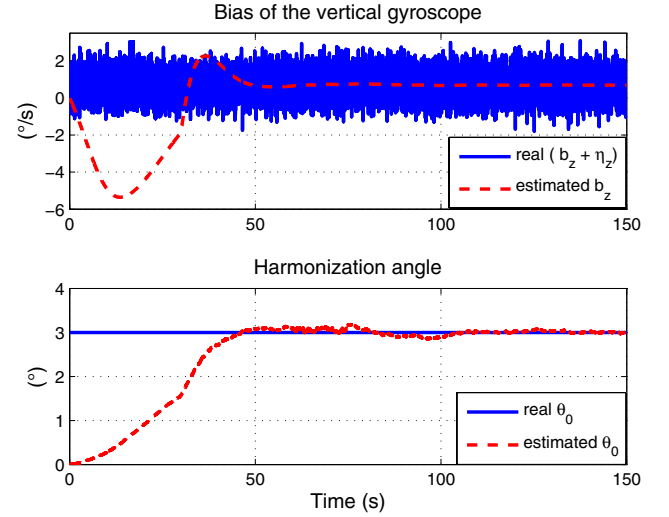 Bias of the vertical gyroscope
2
0
-2
-4
-6
(°/s)
0
50
100
150
real ( b_z + η_z)
estimated b_z
Harmonization angle
4
3
2
1
0
(°)
0
50
100
150
real θ_0
estimated θ_0
Time (s)